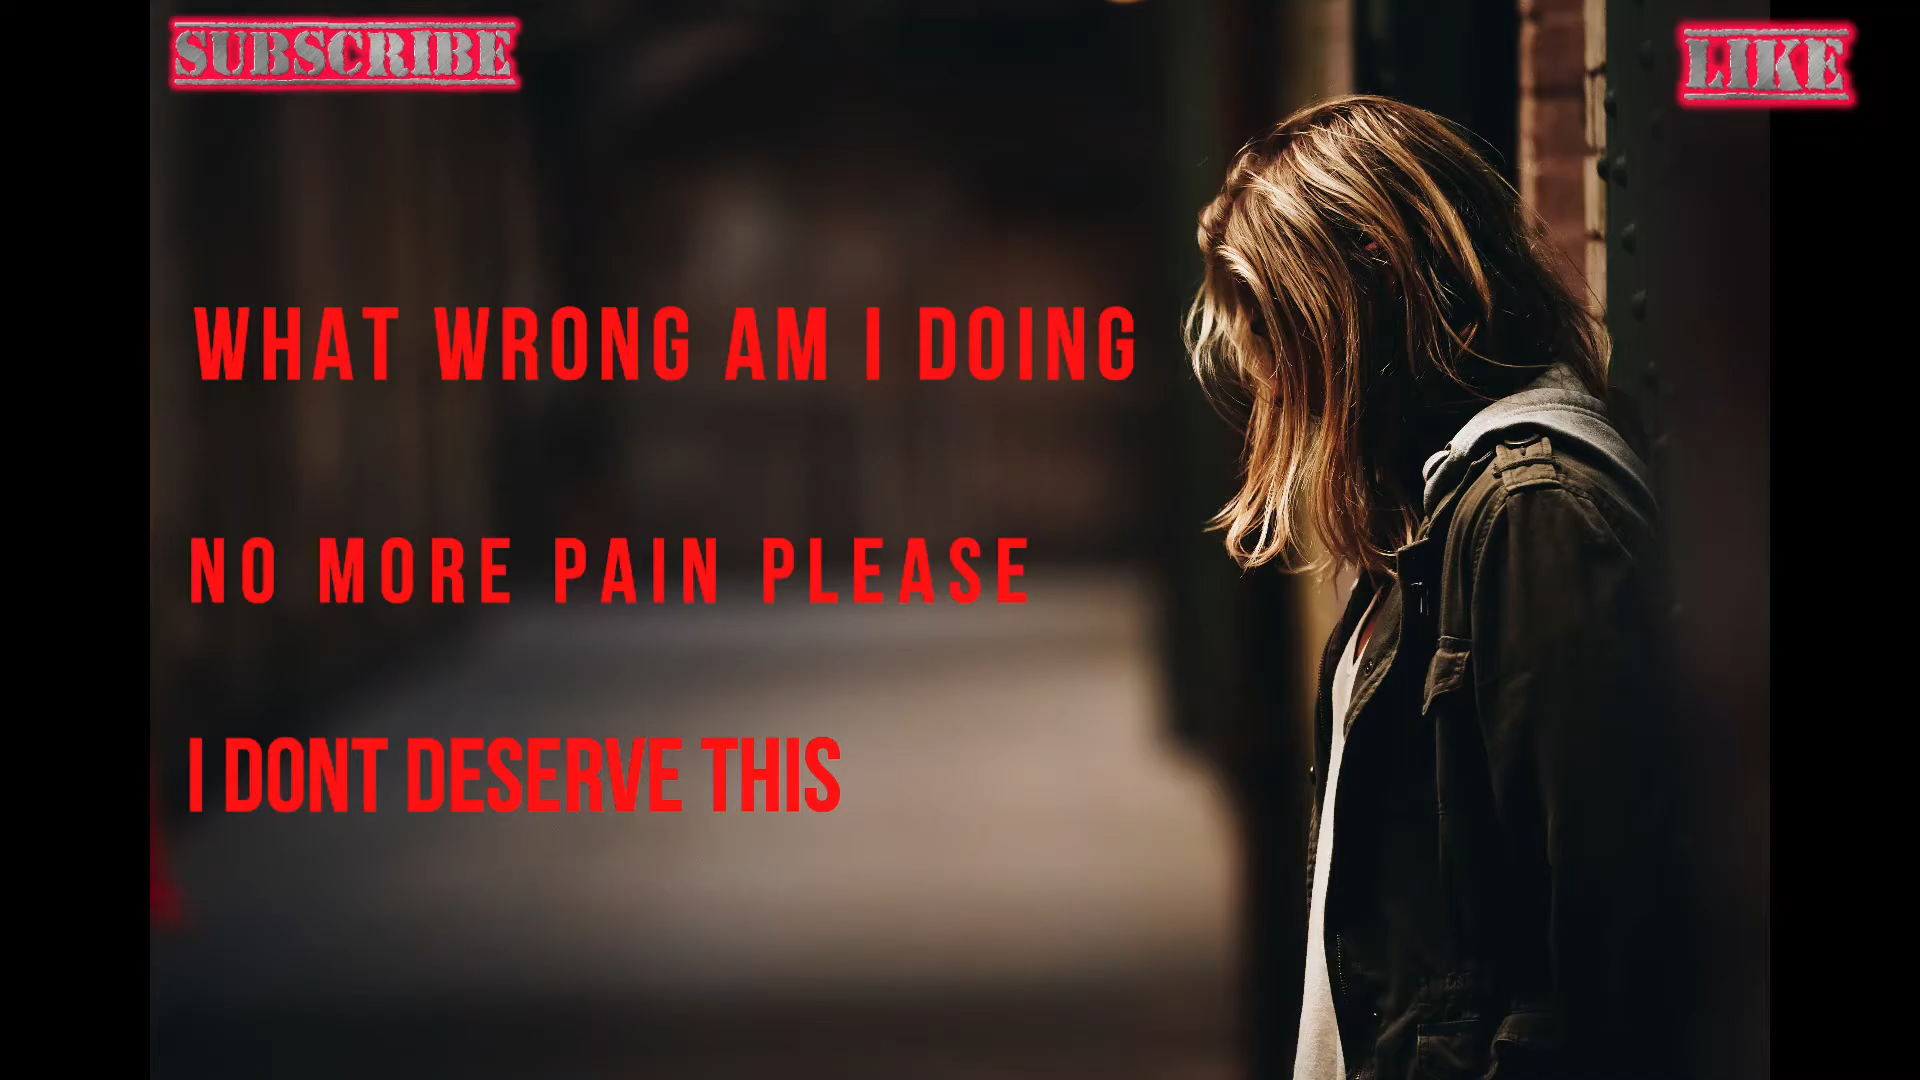 SUBSCRIBE
LIKE
WHAT WRONG AM I DOING
NO MORE PAIN PLEASE
I DONT DESERVE THIS